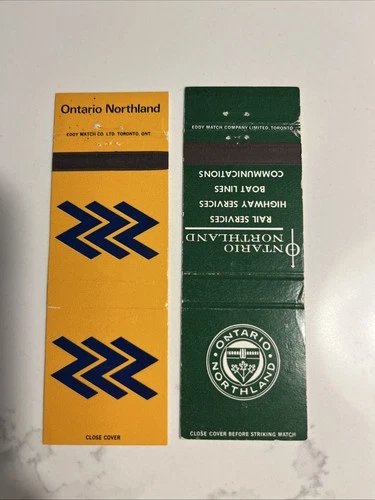 Ontario Northland
EDDY MATCH CO. LTD. TORONTO, ONT.
CLOSE COVER
EDDY MATCH COMPANY LIMITED, TORONTO
ONTARIO
NORTHLAND
RAIL SERVICES
HIGHWAY SERVICES
BOAT LINES
COMMUNICATIONS
ONTARIO
NORTHLAND
CLOSE COVER BEFORE STRIKING MATCH